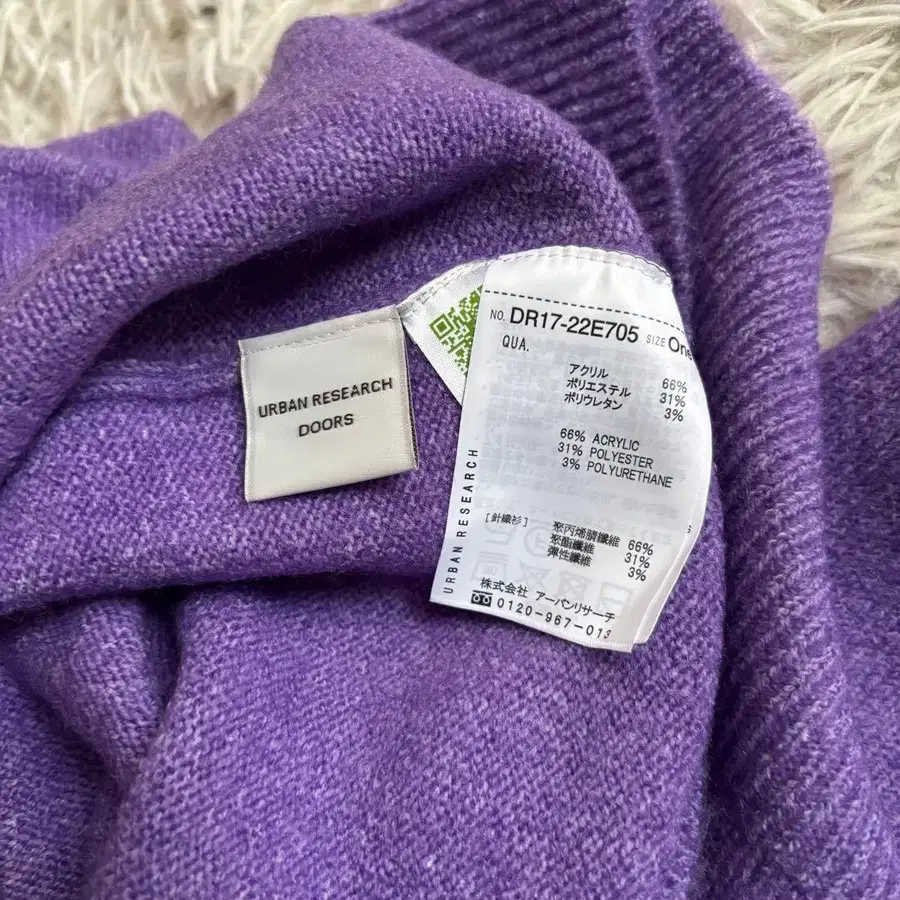 URBAN RESEARCH
DOORS
NO. DR17-22E705 SIZE One
QUA.
アクリル 66%
ポリエステル 31%
ポリウレタン 3%
66% ACRYLIC
31% POLYESTER
3% POLYURETHANE
[針織衫] 聚丙烯腈纖維 66%
聚酯纖維 31%
彈性纖維 3%
株式会社 アーバンリサーチ
0120-967-013
URBAN RESEARCH